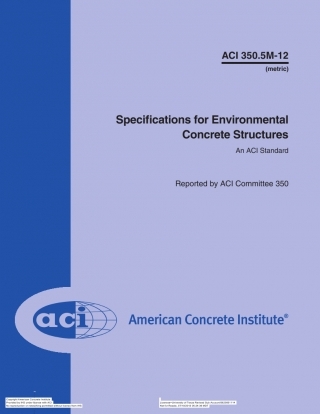 ACI 350.5M-12
(metric)
Specifications for Environmental
Concrete Structures
An ACI Standard
Reported by ACI Committee 350
aci
American Concrete Institute®